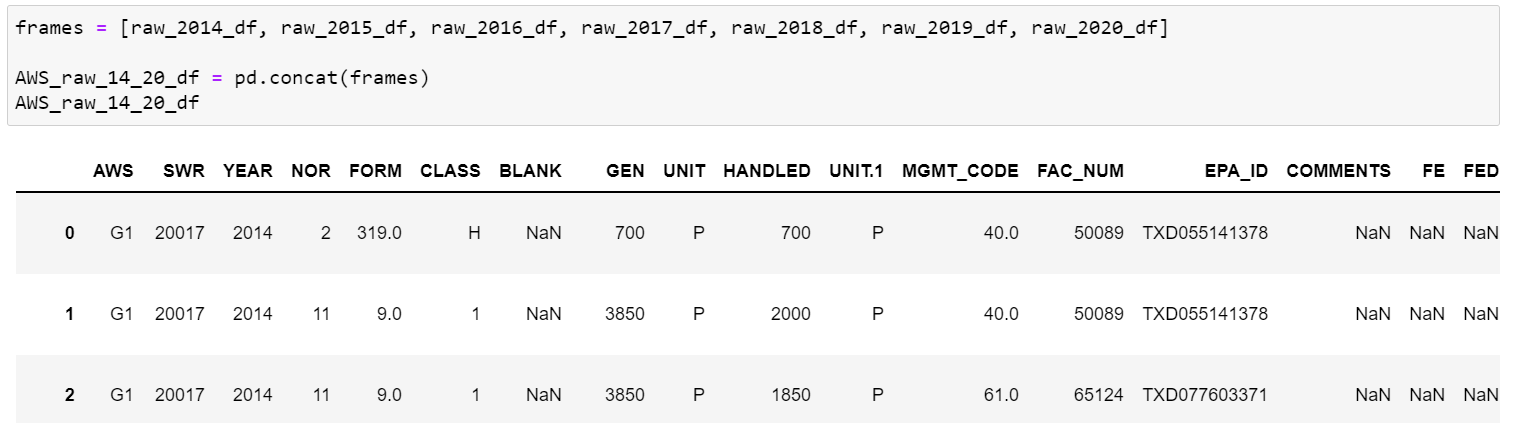 frames = [raw_2014_df, raw_2015_df, raw_2016_df, raw_2017_df, raw_2018_df, raw_2019_df, raw_2020_df]
AWS_raw_14_20_df = pd.concat(frames)
AWS_raw_14_20_df
AWS SWR YEAR NOR FORM CLASS BLANK GEN UNIT HANDLED UNIT.1 MGMT_CODE FAC_NUM EPA_ID COMMENTS FE FED
0 G1 20017 2014 2 319.0 H NaN 700 P 700 P 40.0 50089 TXD055141378 NaN NaN NaN
1 G1 20017 2014 11 9.0 1 NaN 3850 P 2000 P 40.0 50089 TXD055141378 NaN NaN NaN
2 G1 20017 2014 11 9.0 1 NaN 3850 P 1850 P 61.0 65124 TXD077603371 NaN NaN NaN